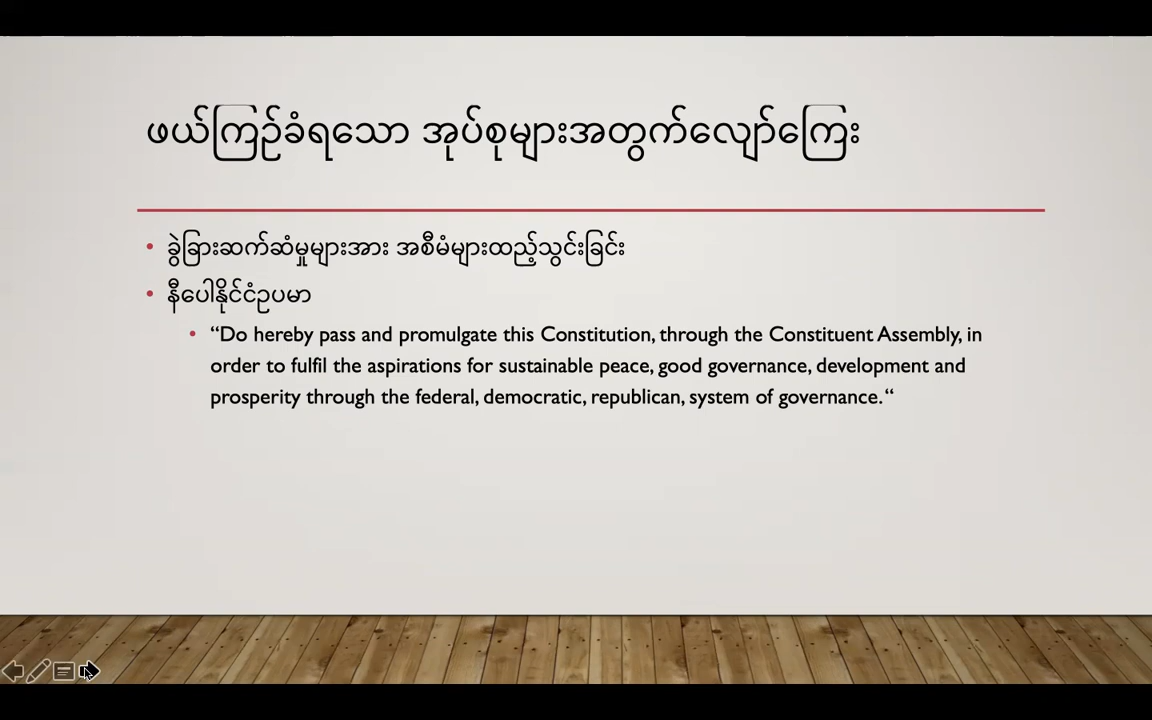 ဖယ်ကြဉ်ခံရသော အုပ်စုများအတွက်လျော်ကြေး
• ခွဲခြားဆက်ဆံမှုများအား အစီမံများထည့်သွင်းခြင်း
• နီပေါနိုင်ငံဥပမာ
• “Do hereby pass and promulgate this Constitution, through the Constituent Assembly, in
order to fulfil the aspirations for sustainable peace, good governance, development and
prosperity through the federal, democratic, republican, system of governance.“